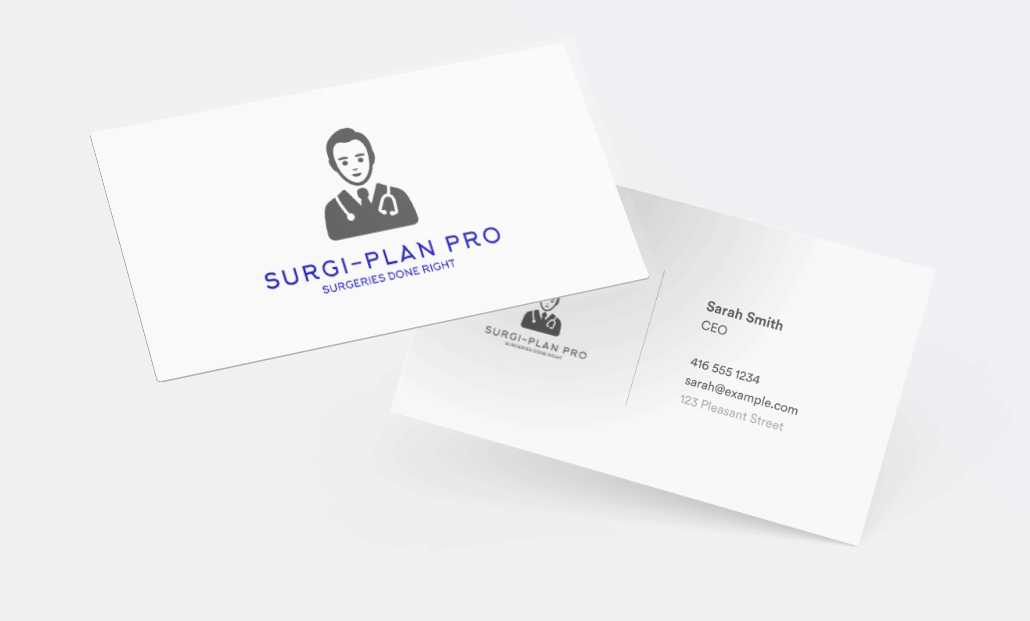 SURGI-PLAN PRO
SURGERIES DONE RIGHT
SURGI-PLAN PRO
SURGERIES DONE RIGHT
Sarah Smith
CEO
416 555 1234
sarah@example.com
123 Pleasant Street